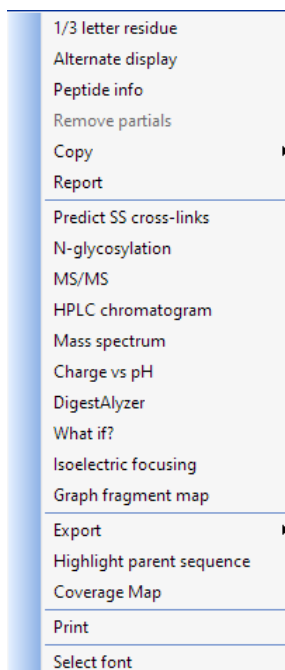 1/3 letter residue
Alternate display
Peptide info
Remove partials
Copy
Report
Predict SS cross-links
N-glycosylation
MS/MS
HPLC chromatogram
Mass spectrum
Charge vs pH
DigestAlyzer
What if?
Isoelectric focusing
Graph fragment map
Export
Highlight parent sequence
Coverage Map
Print
Select font